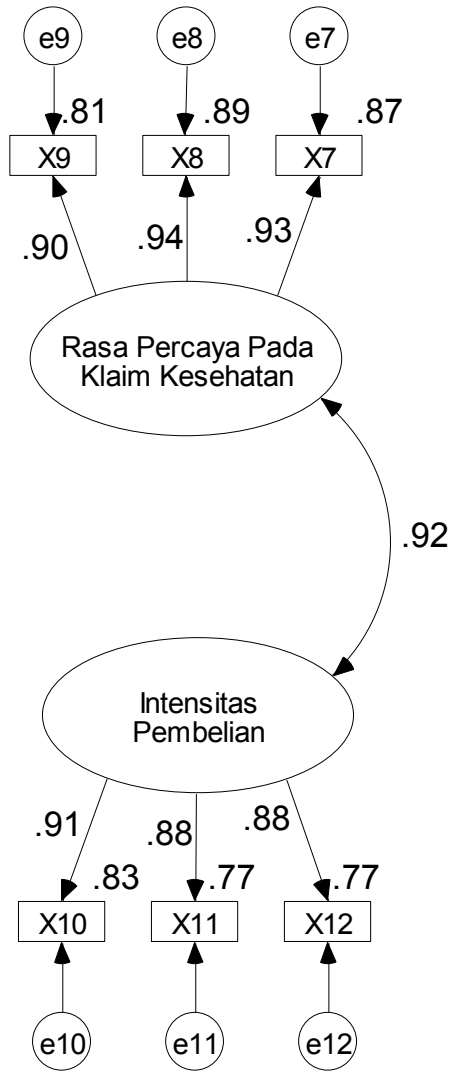 e9
e8
e7
.81
.89
.87
X9
X8
X7
.90
.94
.93
Rasa Percaya Pada
Klaim Kesehatan
.92
Intensitas
Pembelian
.91
.88
.88
.83
.77
.77
X10
X11
X12
e10
e11
e12